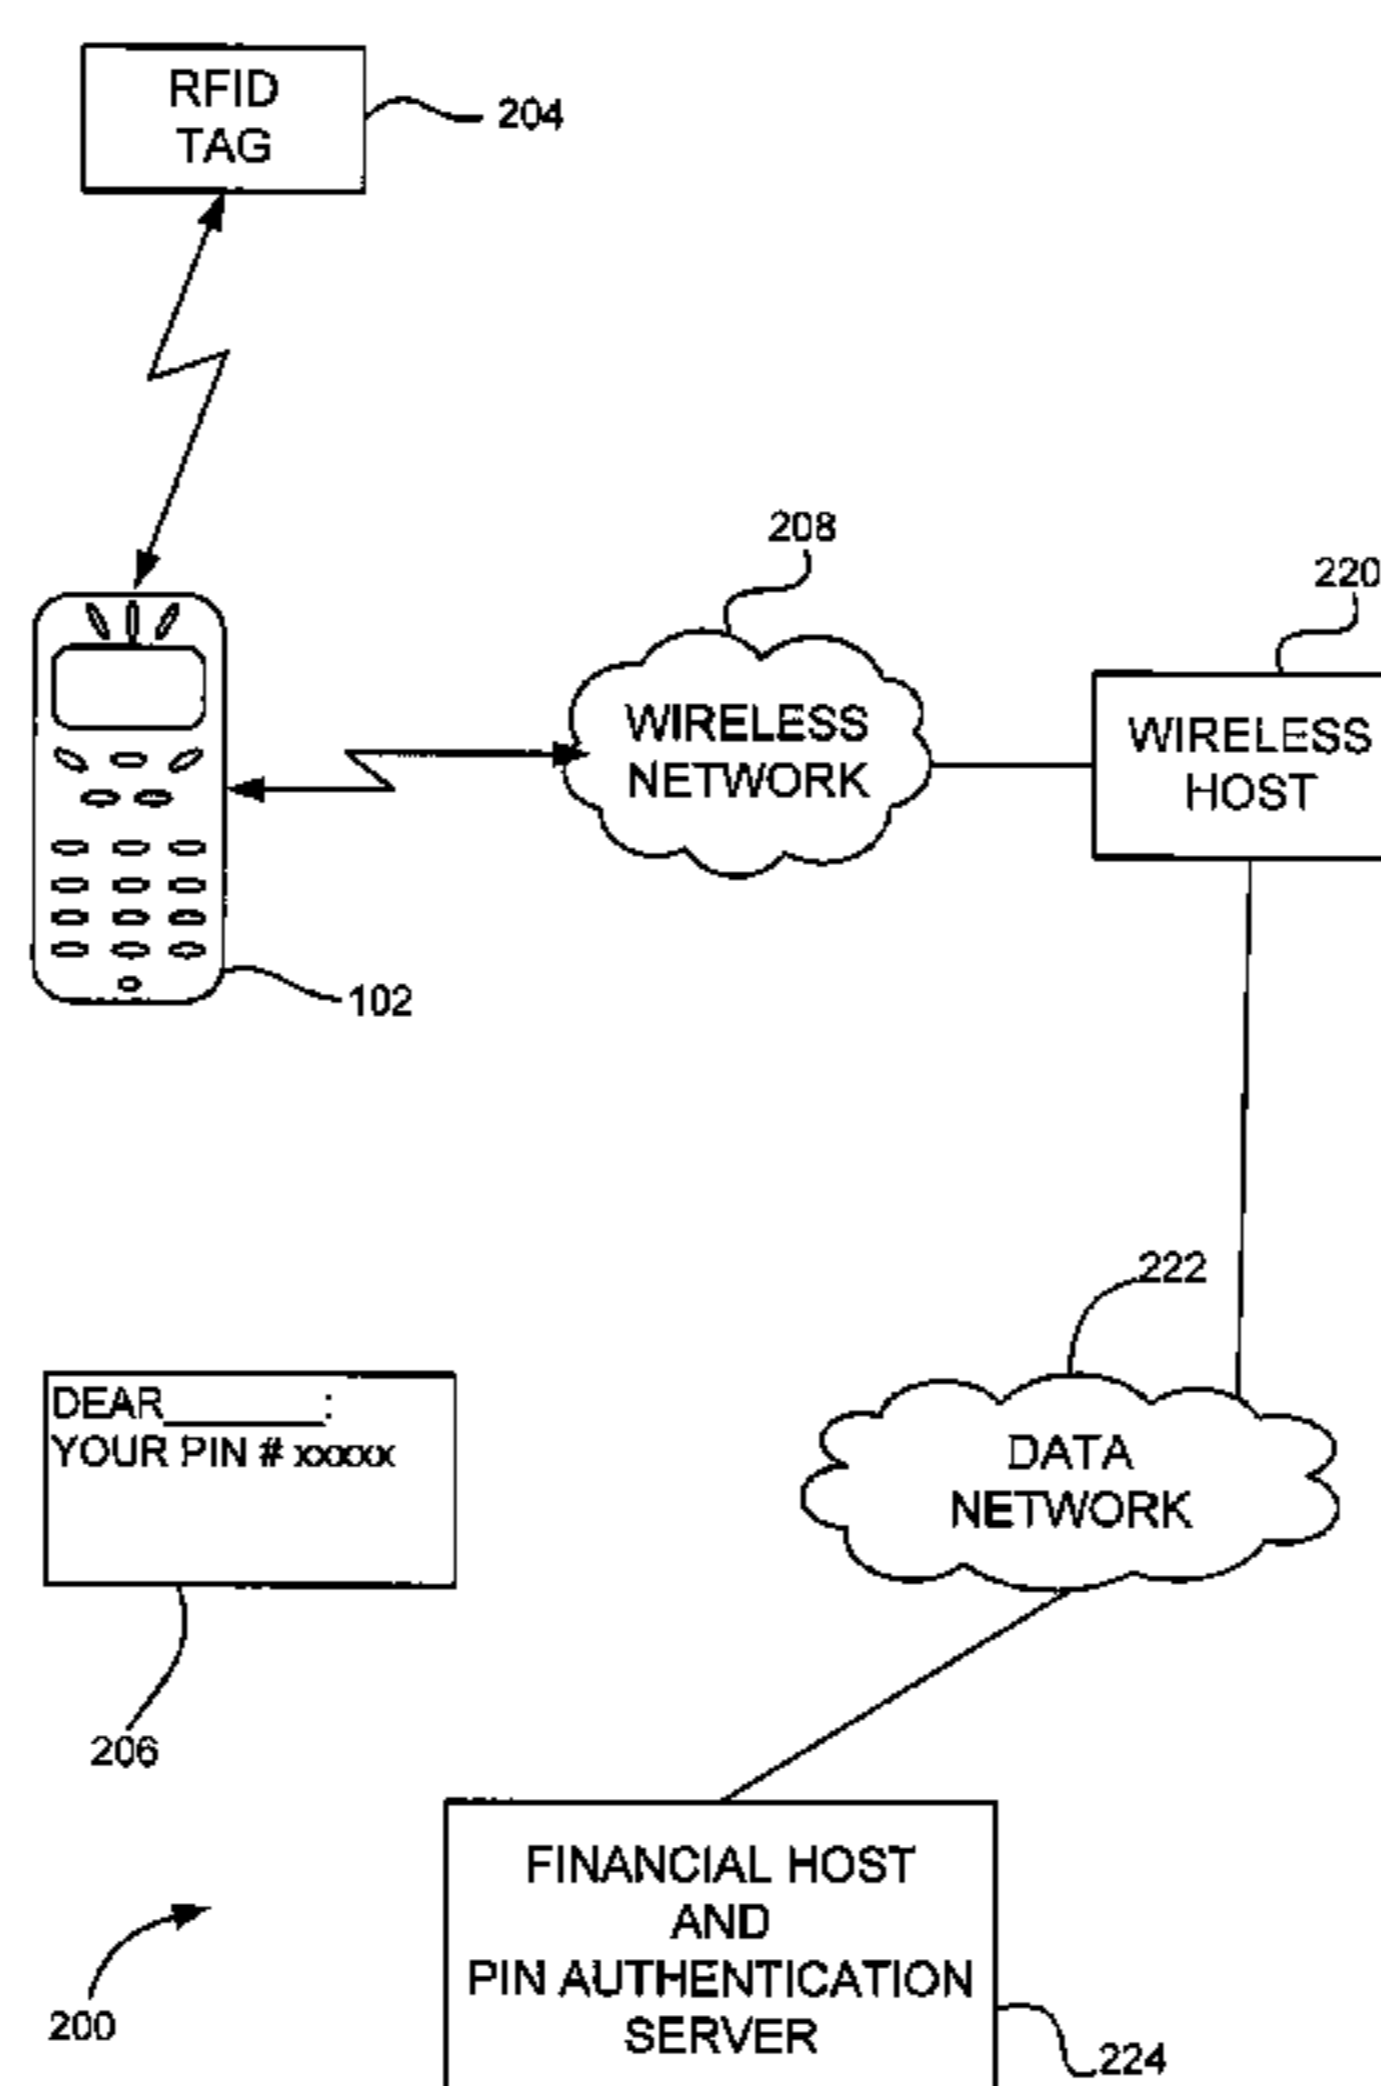 RFID
TAG
204
208
220
WIRELESS
NETWORK
WIRELESS
HOST
102
222
DEAR________:
YOUR PIN # xxxxx
DATA
NETWORK
206
FINANCIAL HOST
AND
PIN AUTHENTICATION
SERVER
200
224